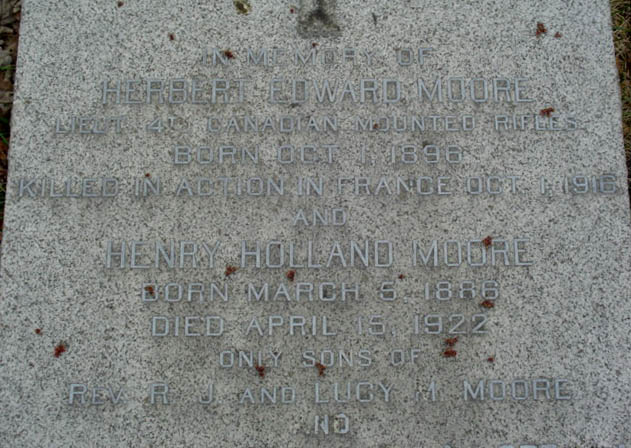 IN MEMORY OF
HERBERT EDWARD MOORE
LIEUT. 4TH CANADIAN MOUNTED RIFLES
BORN OCT. 1, 1896
KILLED IN ACTION IN FRANCE OCT. 1, 1916
AND
HENRY HOLLAND MOORE
BORN MARCH 5, 1886
DIED APRIL 15, 1922
ONLY SONS OF
REV. R. J. AND LUCY M. MOORE